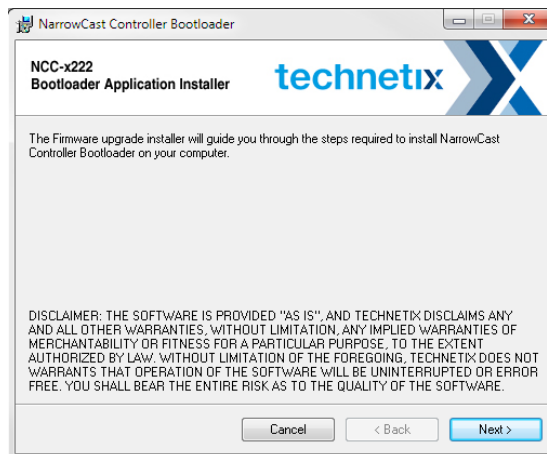 NarrowCast Controller Bootloader
NCC-x222
Bootloader Application Installer
technetix
The Firmware upgrade installer will guide you through the steps required to install NarrowCast
Controller Bootloader on your computer.
DISCLAIMER: THE SOFTWARE IS PROVIDED "AS IS", AND TECHNETIX DISCLAIMS ANY
AND ALL OTHER WARRANTIES, WITHOUT LIMITATION, ANY IMPLIED WARRANTIES OF
MERCHANTABILITY OR FITNESS FOR A PARTICULAR PURPOSE, TO THE EXTENT
AUTHORIZED BY LAW. WITHOUT LIMITATION OF THE FOREGOING, TECHNETIX DOES NOT
WARRANTS THAT OPERATION OF THE SOFTWARE WILL BE UNINTERRUPTED OR ERROR
FREE. YOU SHALL BEAR THE ENTIRE RISK AS TO THE QUALITY OF THE SOFTWARE.
Cancel < Back Next >